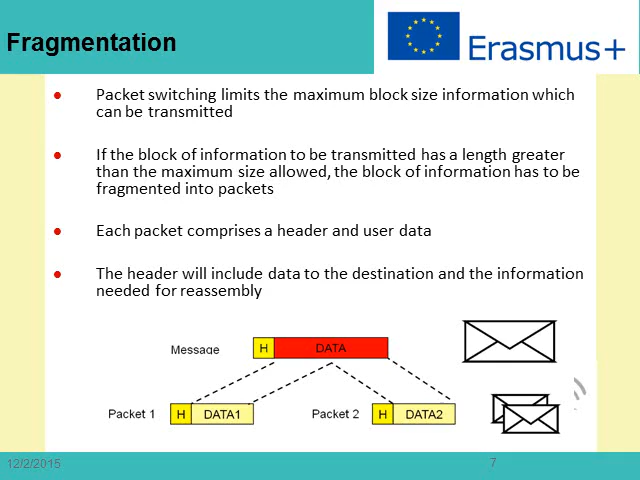 Fragmentation
Erasmus+
Packet switching limits the maximum block size information which
can be transmitted
If the block of information to be transmitted has a length greater
than the maximum size allowed, the block of information has to be
fragmented into packets
Each packet comprises a header and user data
The header will include data to the destination and the information
needed for reassembly
Message H DATA
Packet 1 H DATA1 Packet 2 H DATA2
12/2/2015 7